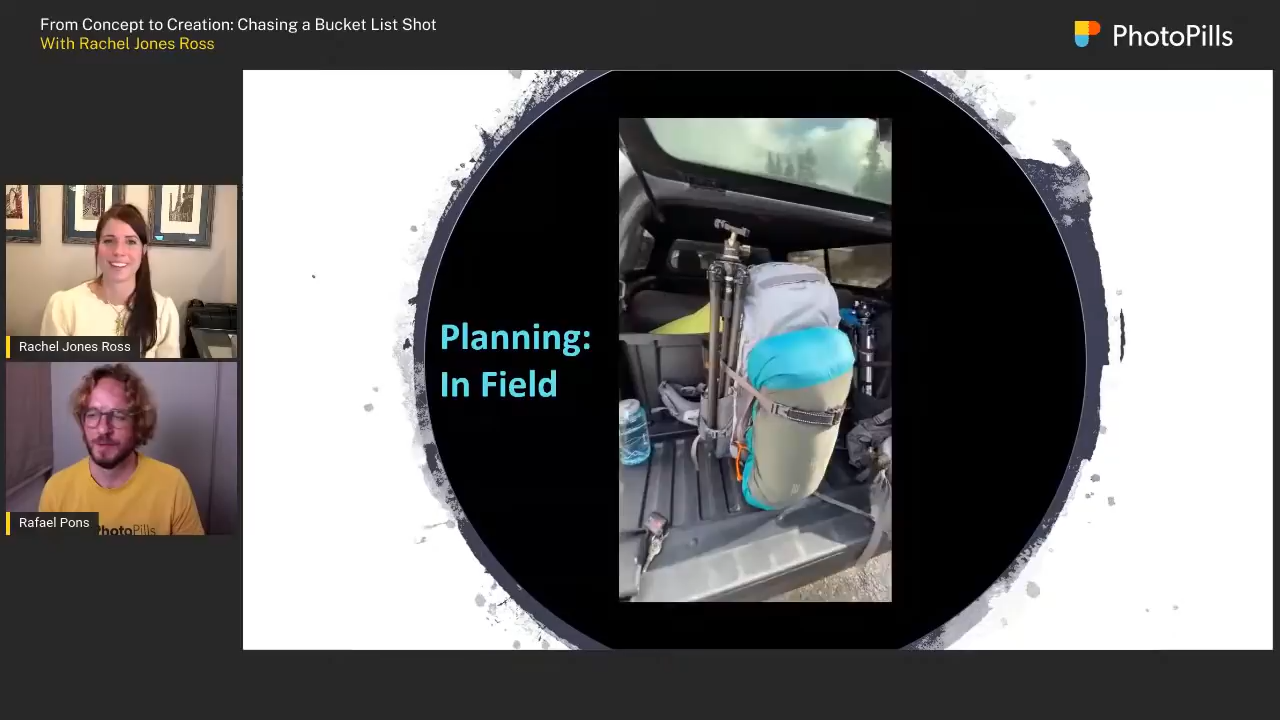 From Concept to Creation: Chasing a Bucket List Shot
With Rachel Jones Ross
PhotoPills
Rachel Jones Ross
Planning:
In Field
PhotoPills
Rafael Pons